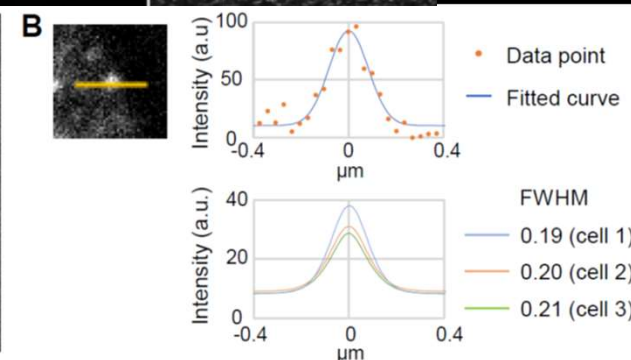 B
Intensity (a.u)
100
50
0
-0.4
0
0.4
µm
Data point
Fitted curve
Intensity (a.u.)
40
20
0
-0.4
0
0.4
µm
FWHM
0.19 (cell 1)
0.20 (cell 2)
0.21 (cell 3)